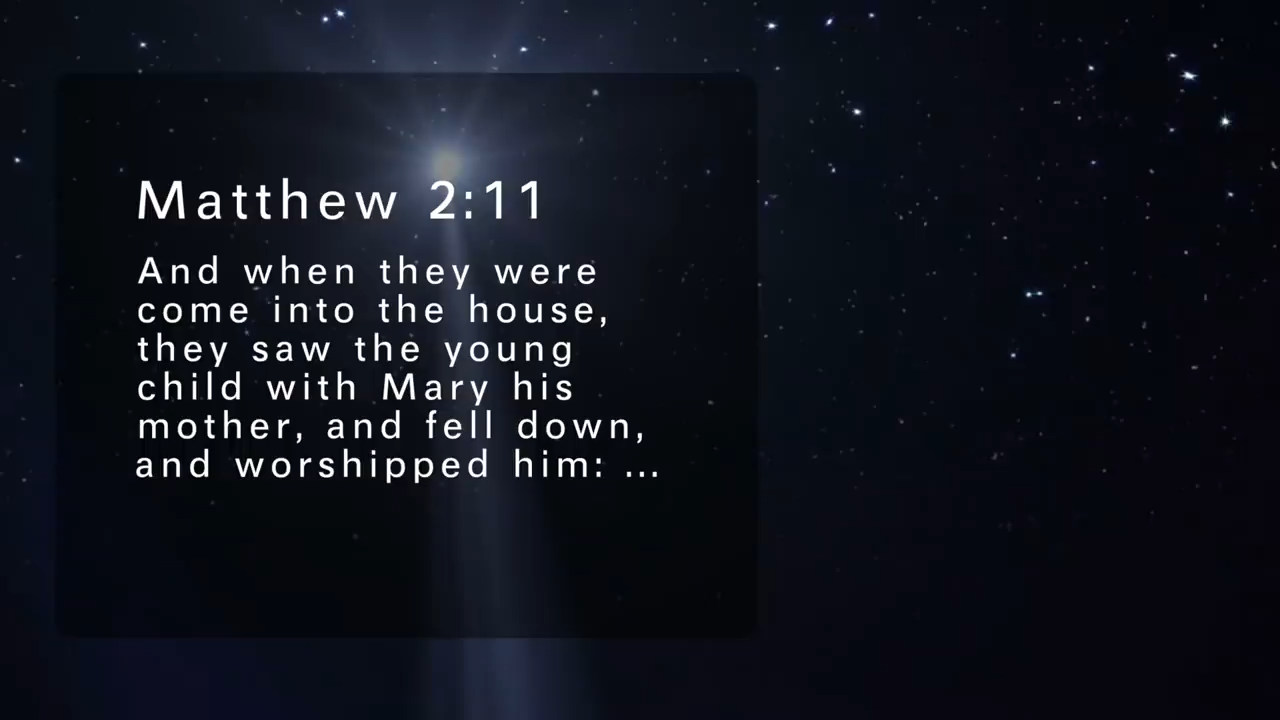 Matthew 2:11
And when they were
come into the house,
they saw the young
child with Mary his
mother, and fell down,
and worshipped him: ...